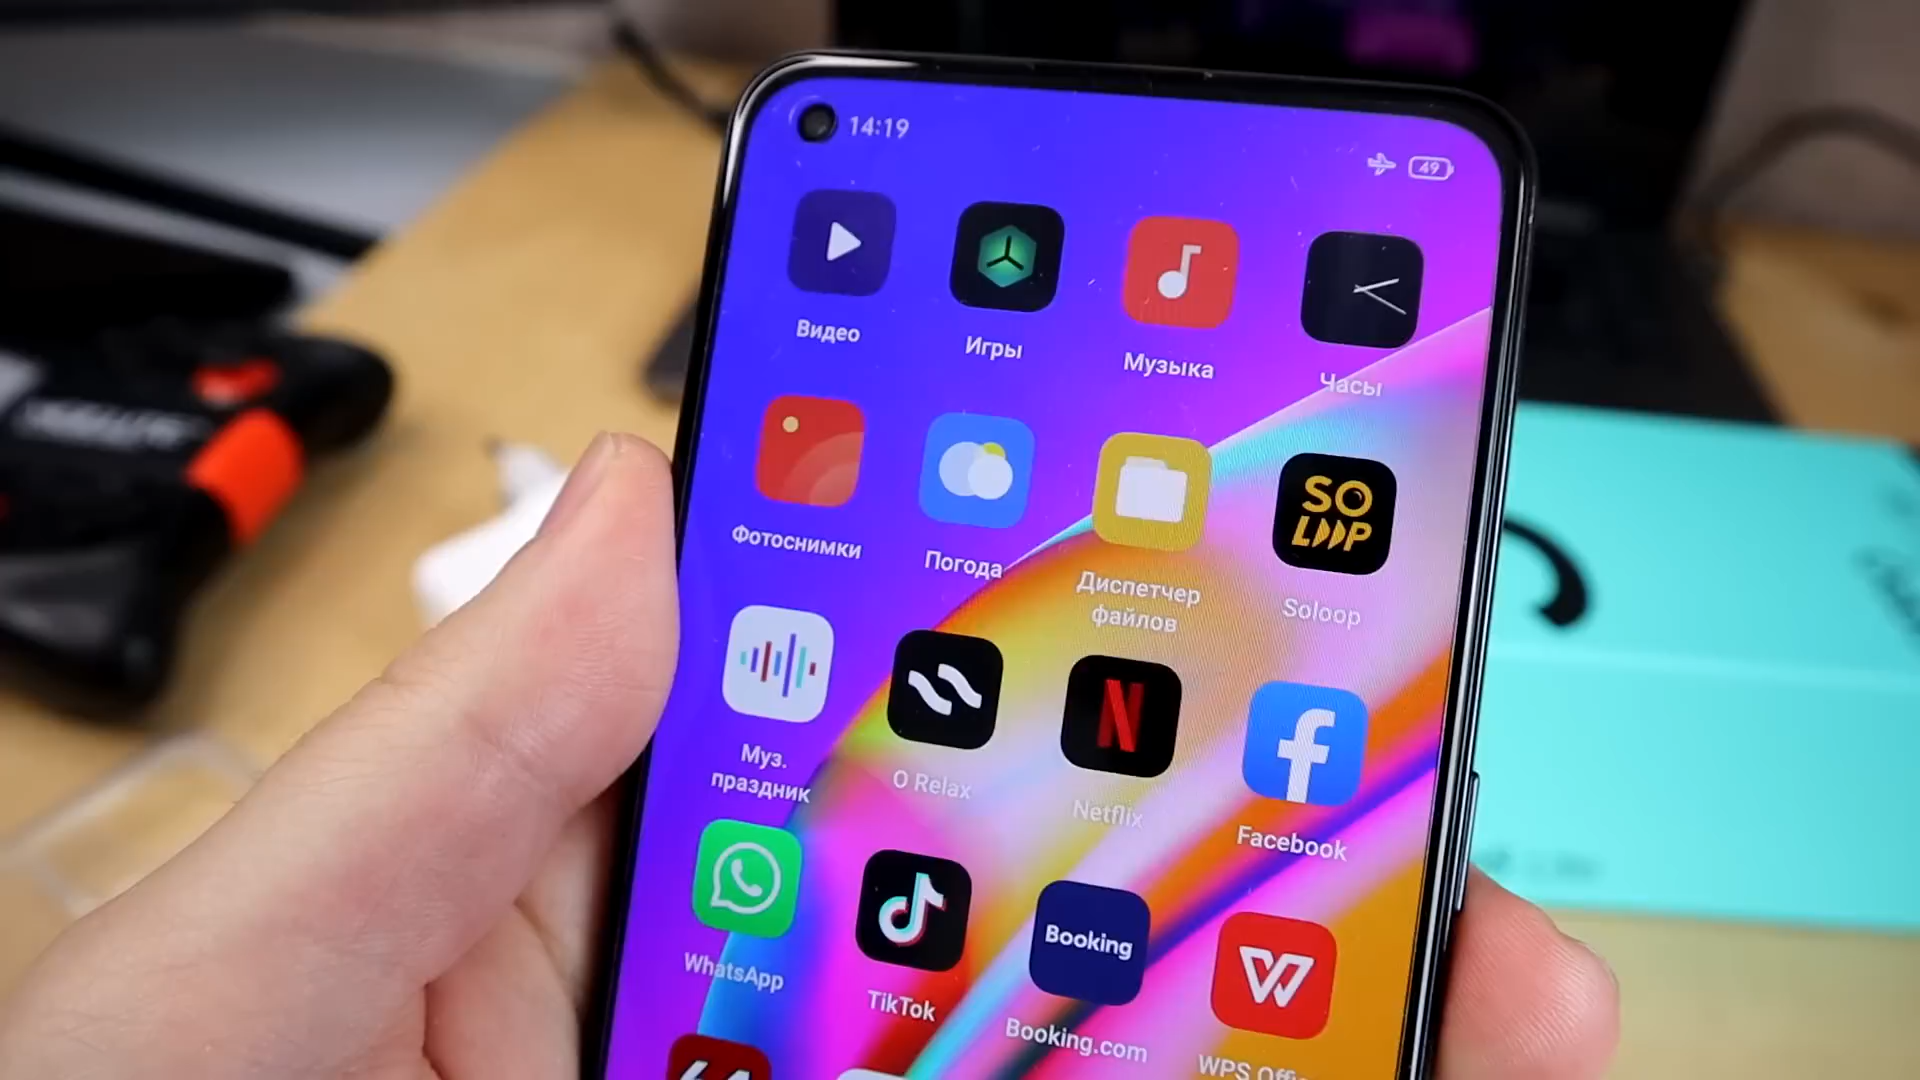 14:19
49
Видео
Игры
Музыка
Часы
SO
LOOP
Фотоснимки
Погода
Диспетчер
файлов
Soloop
Муз.
праздник
O Relax
Netflix
Facebook
Booking
WhatsApp
TikTok
Booking.com
WPS